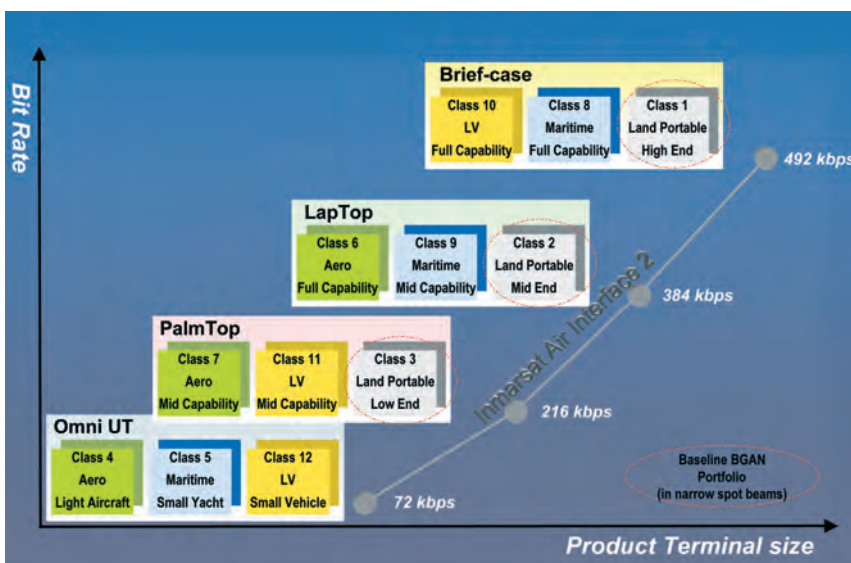 Bit Rate
Brief-case
Class 10
LV
Full Capability
Class 8
Maritime
Full Capability
Class 1
Land Portable
High End
492 kbps
LapTop
Class 6
Aero
Full Capability
Class 9
Maritime
Mid Capability
Class 2
Land Portable
Mid End
384 kbps
Inmarsat Air Interface 2
PalmTop
Class 7
Aero
Mid Capability
Class 11
LV
Mid Capability
Class 3
Land Portable
Low End
216 kbps
Omni UT
Class 4
Aero
Light Aircraft
Class 5
Maritime
Small Yacht
Class 12
LV
Small Vehicle
72 kbps
Baseline BGAN
Portfolio
(in narrow spot beams)
Product Terminal size